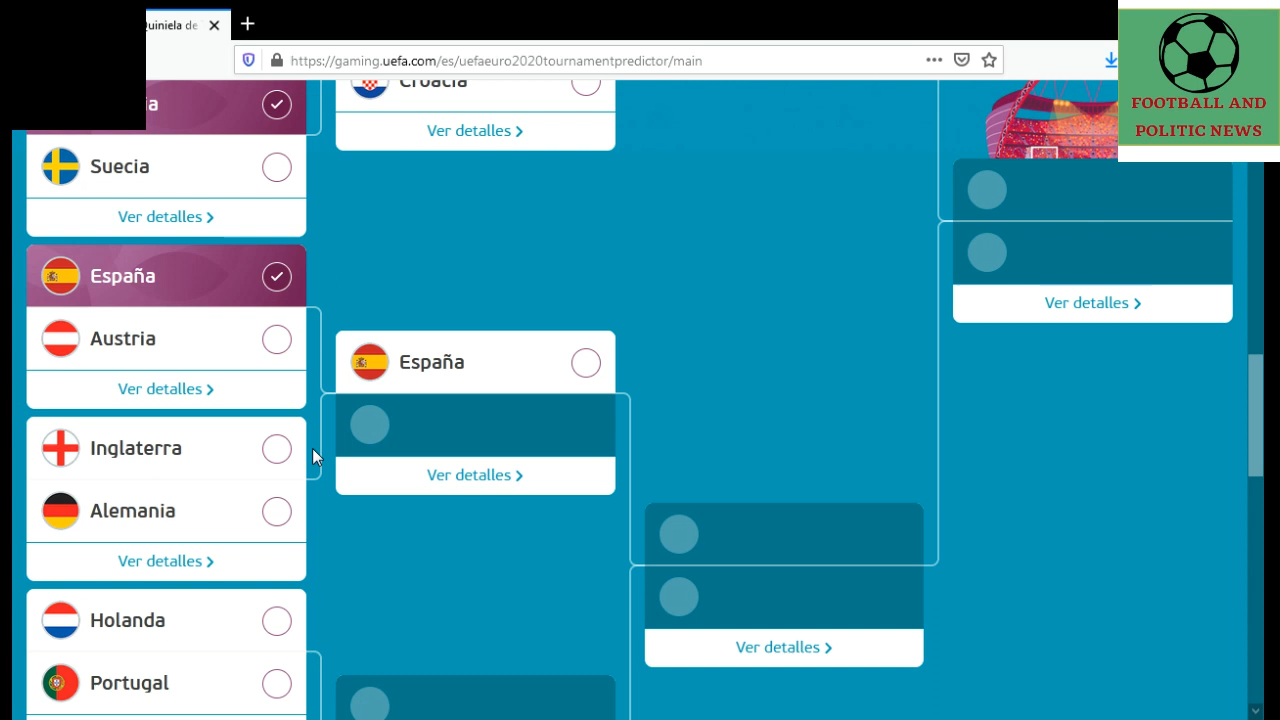 Quiniela de
https://gaming.uefa.com/es/uefaeuro2020tournamentpredictor/main
FOOTBALL AND
POLITIC NEWS
Croacia
Ver detalles
Suecia
Ver detalles
España
Austria
Ver detalles
España
Ver detalles
Inglaterra
Alemania
Ver detalles
Holanda
Portugal
Ver detalles
Ver detalles